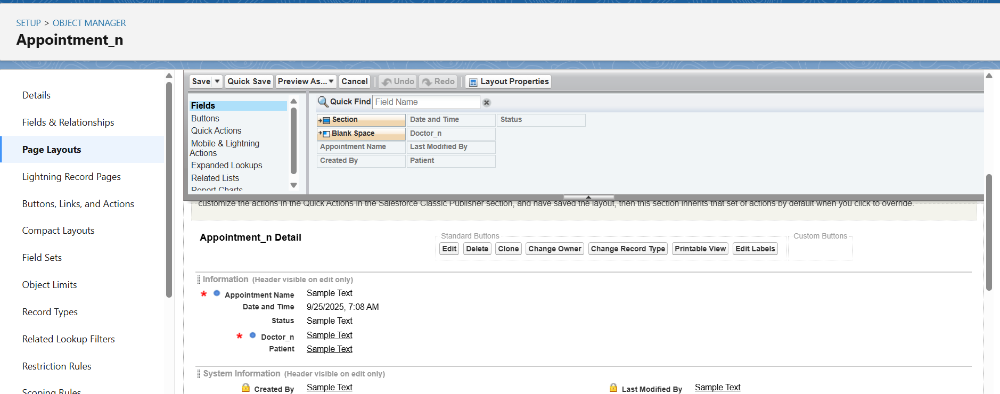 SETUP > OBJECT MANAGER
Appointment_n
Details
Fields & Relationships
Page Layouts
Lightning Record Pages
Buttons, Links, and Actions
Compact Layouts
Field Sets
Object Limits
Record Types
Related Lookup Filters
Restriction Rules
Scoping Rules
Save Quick Save Preview As... Cancel Undo Redo Layout Properties
Fields
Buttons
Quick Actions
Mobile & Lightning
Actions
Expanded Lookups
Related Lists
Report Charts
Quick Find Field Name
Section Date and Time Status
Blank Space Doctor_n
Appointment Name Last Modified By
Created By Patient
customize the actions in the Quick Actions in the Salesforce Classic Publisher section, and have saved the layout, then this section inherits that set of actions by default when you click to override.
Appointment_n Detail
Standard Buttons
Edit Delete Clone Change Owner Change Record Type Printable View Edit Labels
Custom Buttons
Information (Header visible on edit only)
* Appointment Name Sample Text
Date and Time 9/25/2025, 7:08 AM
Status Sample Text
* Doctor_n Sample Text
Patient Sample Text
System Information (Header visible on edit only)
Created By Sample Text Last Modified By Sample Text